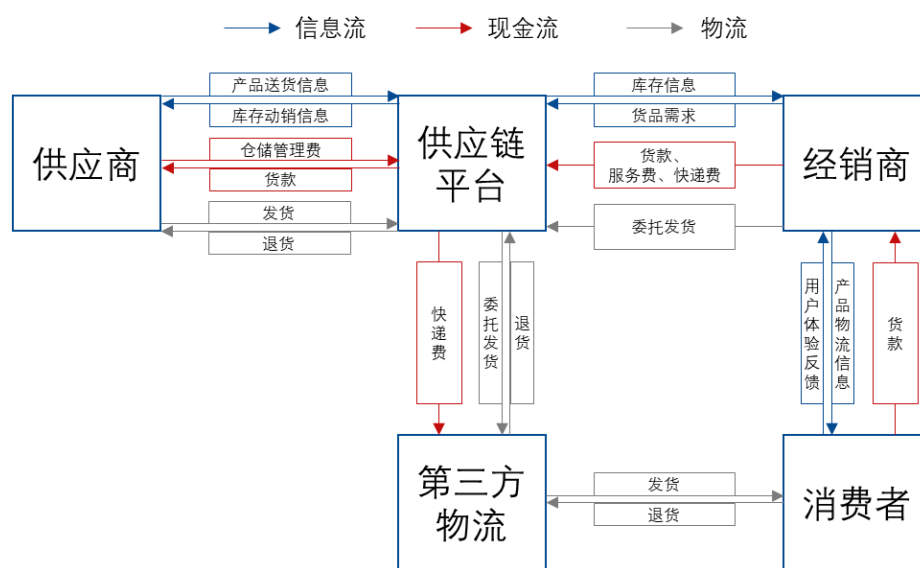 信息流
现金流
物流
产品送货信息
库存动销信息
库存信息
货品需求
供应商
仓储管理费
货款
供应链
平台
货款、
服务费、快递费
经销商
发货
退货
委托发货
快递费
委托发货
退货
用户体验反馈
产品物流信息
货款
第三方
物流
发货
退货
消费者